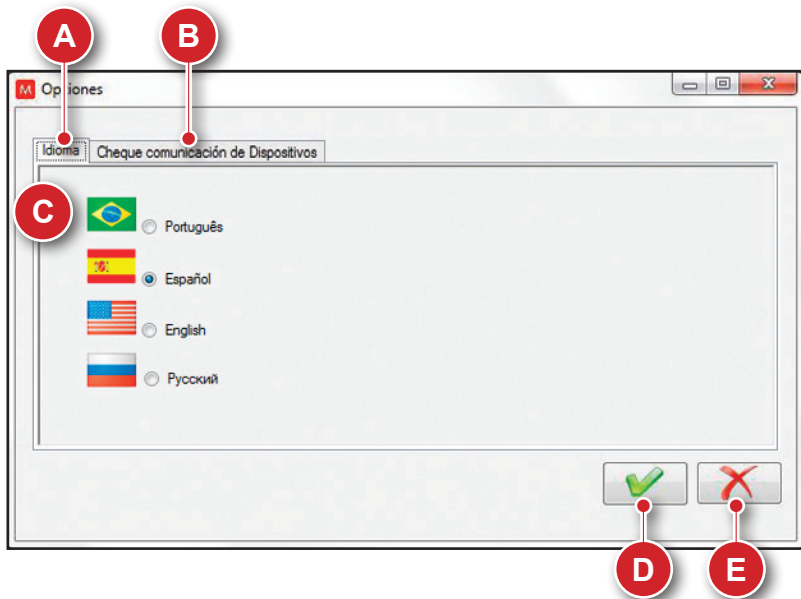 A
B
M Opciones
Idioma
Cheque comunicación de Dispositivos
C
Português
Español
English
Русский
D
E